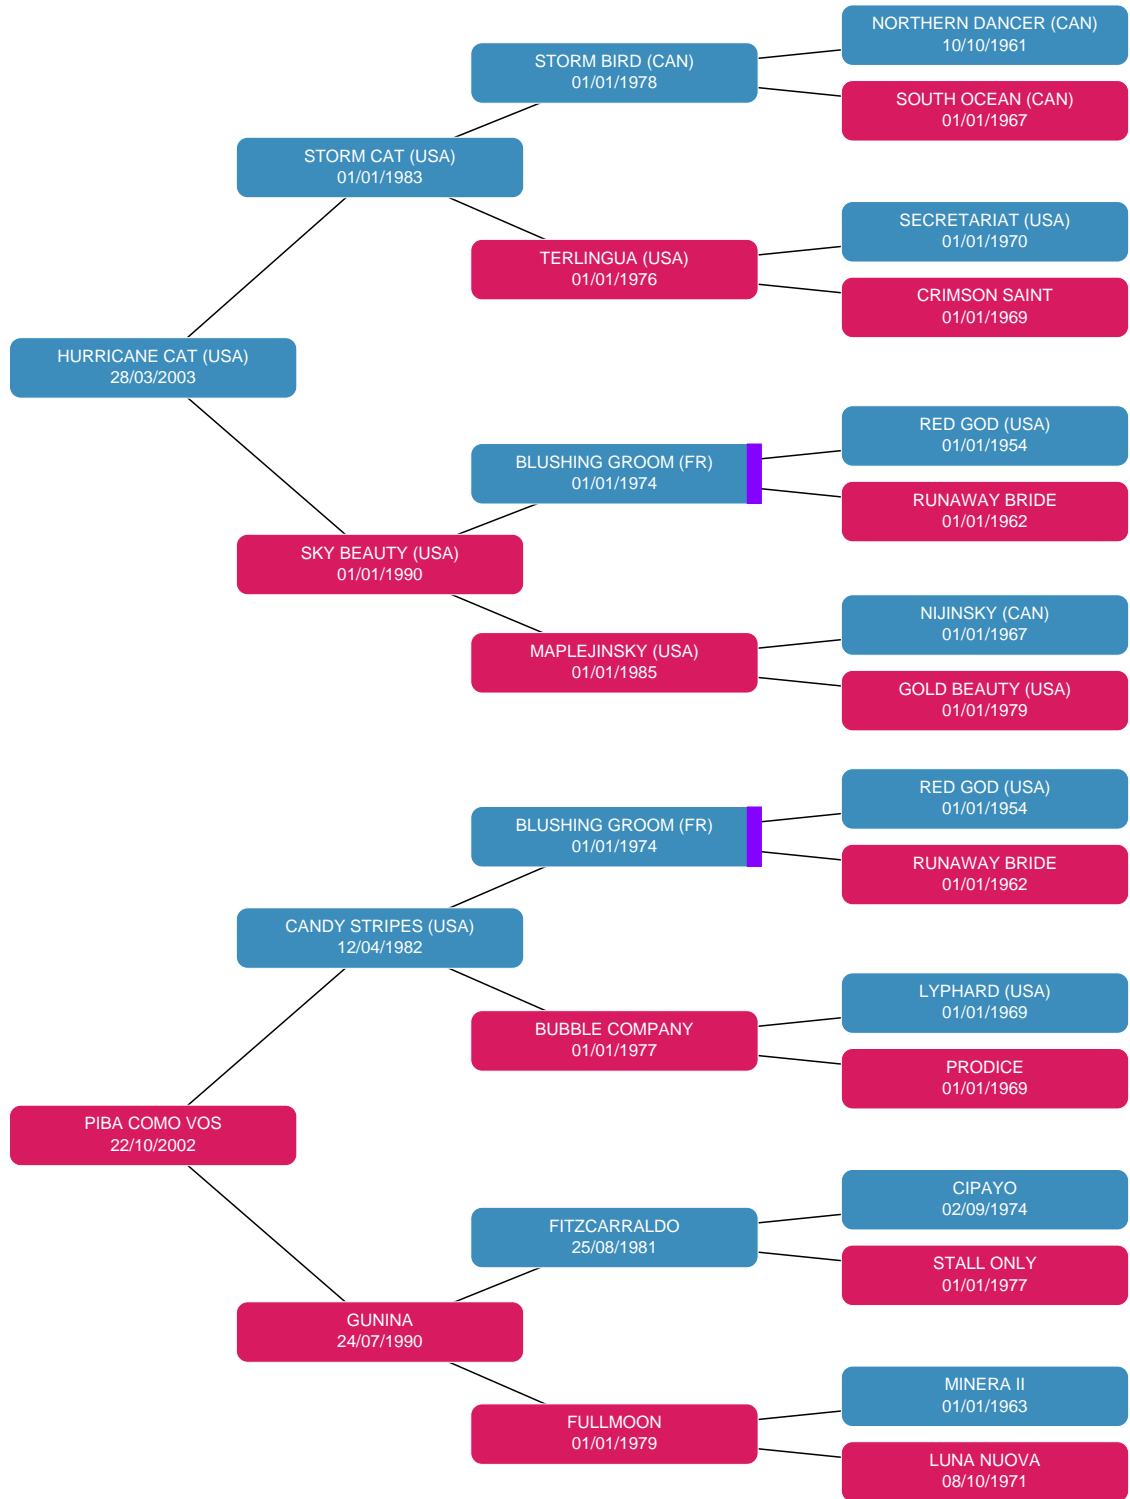 NORTHERN DANCER (CAN)
10/10/1961
STORM BIRD (CAN)
01/01/1978
SOUTH OCEAN (CAN)
01/01/1967
STORM CAT (USA)
01/01/1983
SECRETARIAT (USA)
01/01/1970
TERLINGUA (USA)
01/01/1976
CRIMSON SAINT
01/01/1969
HURRICANE CAT (USA)
28/03/2003
RED GOD (USA)
01/01/1954
BLUSHING GROOM (FR)
01/01/1974
RUNAWAY BRIDE
01/01/1962
SKY BEAUTY (USA)
01/01/1990
NIJINSKY (CAN)
01/01/1967
MAPLEJINSKY (USA)
01/01/1985
GOLD BEAUTY (USA)
01/01/1979
RED GOD (USA)
01/01/1954
BLUSHING GROOM (FR)
01/01/1974
RUNAWAY BRIDE
01/01/1962
CANDY STRIPES (USA)
12/04/1982
LYPHARD (USA)
01/01/1969
BUBBLE COMPANY
01/01/1977
PRODICE
01/01/1969
PIBA COMO VOS
22/10/2002
CIPAYO
02/09/1974
FITZCARRALDO
25/08/1981
STALL ONLY
01/01/1977
GUNINA
24/07/1990
MINERA II
01/01/1963
FULLMOON
01/01/1979
LUNA NUOVA
08/10/1971